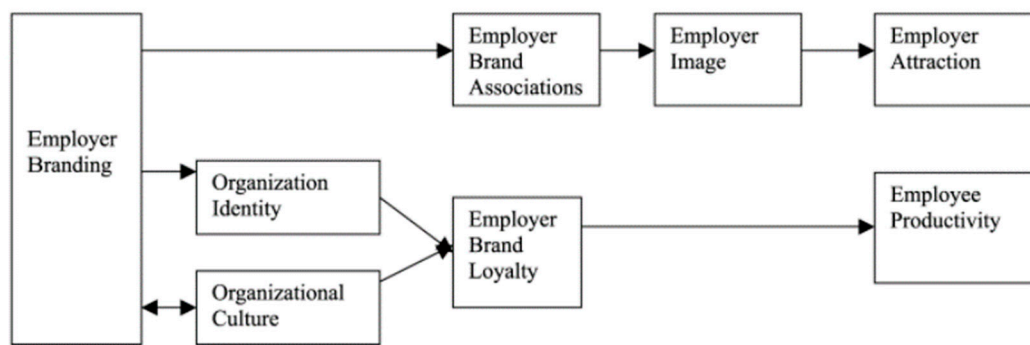 Employer
Branding
Employer
Brand
Associations
Employer
Image
Employer
Attraction
Organization
Identity
Organizational
Culture
Employer
Brand
Loyalty
Employee
Productivity